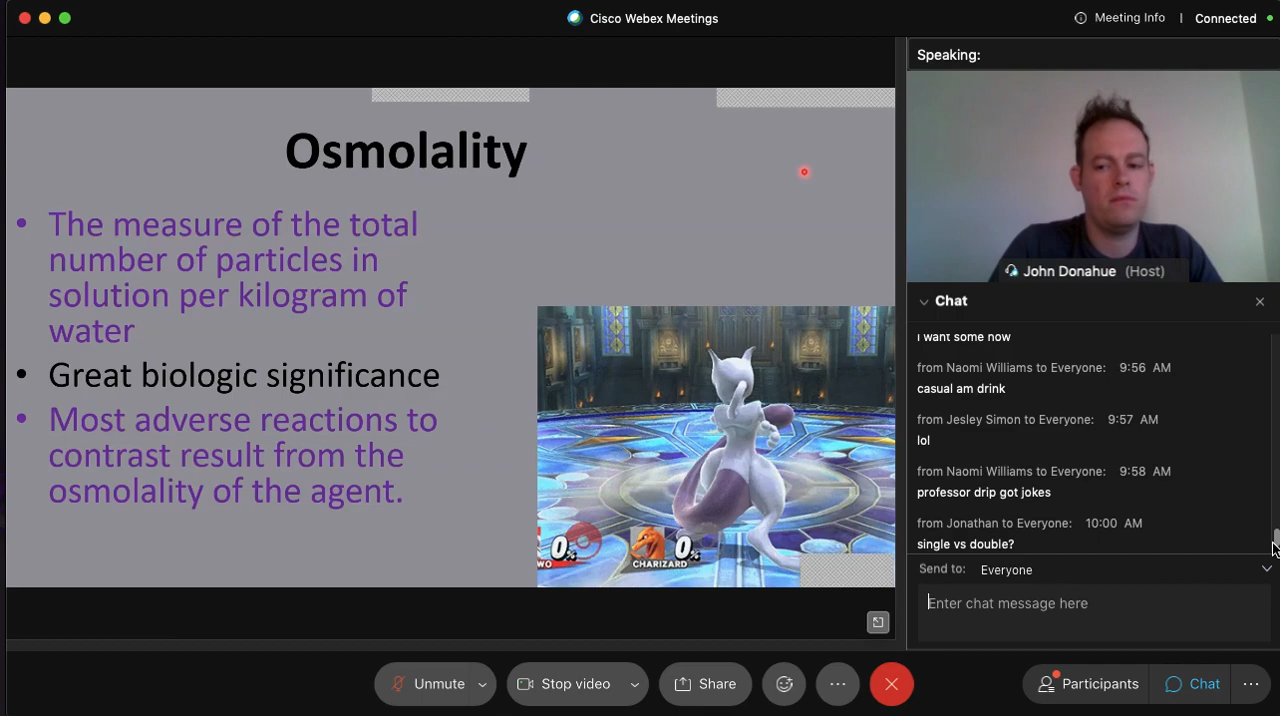 Cisco Webex Meetings
Meeting Info
Connected
Speaking:
Osmolality
• The measure of the total
number of particles in
solution per kilogram of
water
• Great biologic significance
• Most adverse reactions to
contrast result from the
osmolality of the agent.
0%
WO
0%
CHARIZARD
John Donahue (Host)
Chat
i want some now
from Naomi Williams to Everyone: 9:56 AM
casual am drink
from Jesley Simon to Everyone: 9:57 AM
lol
from Naomi Williams to Everyone: 9:58 AM
professor drip got jokes
from Jonathan to Everyone: 10:00 AM
single vs double?
Send to: Everyone
Enter chat message here
Unmute
Stop video
Share
Participants
Chat